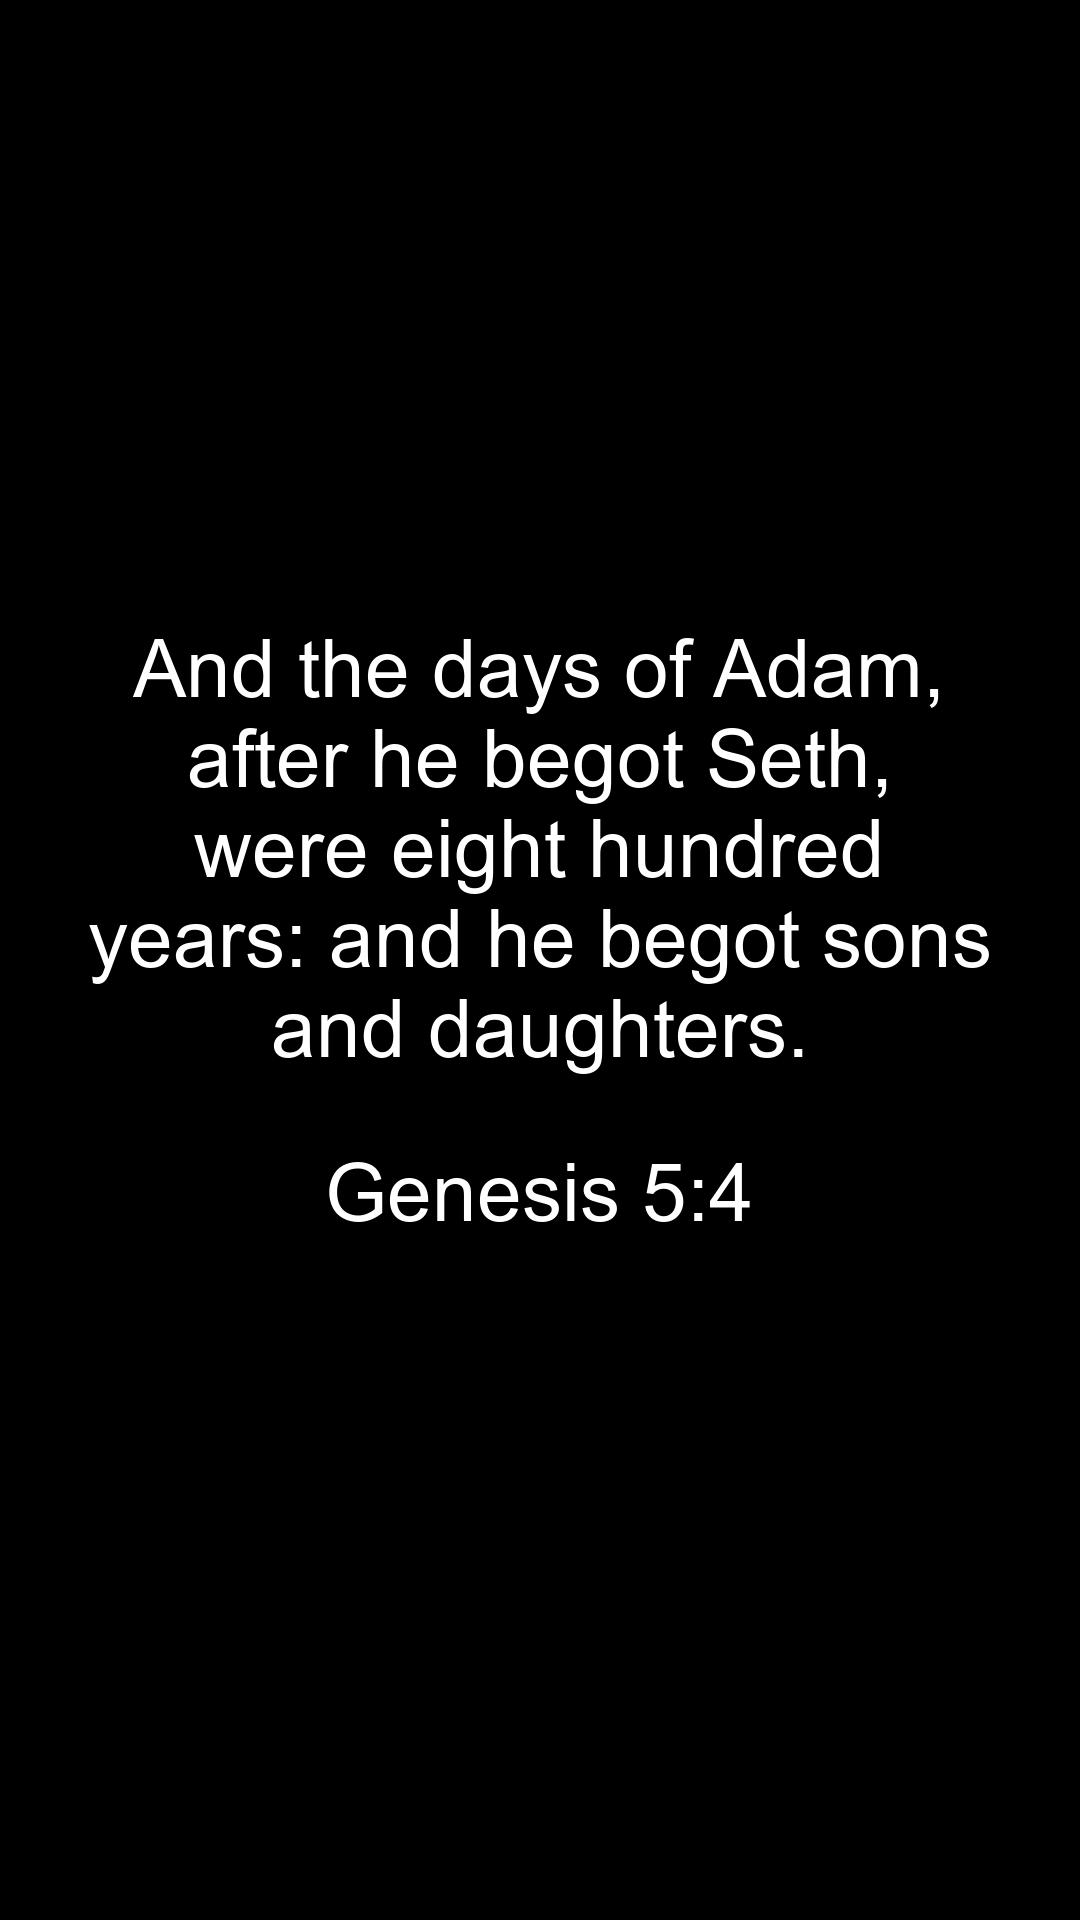 And the days of Adam,
after he begot Seth,
were eight hundred
years: and he begot sons
and daughters.
Genesis 5:4